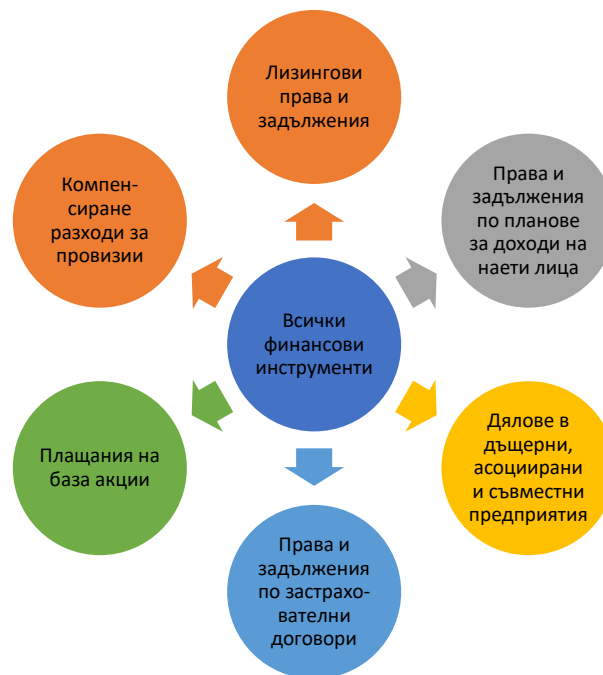 Лизингови
права и
задължения
Компен-
сиране
разходи за
провизии
Права и
задължения
по планове
за доходи на
наети лица
Всички
финансови
инструменти
Плащания на
база акции
Дялове в
дъщерни,
асоциирани
и съвместни
предприятия
Права и
задължения
по застрахо-
вателни
договори